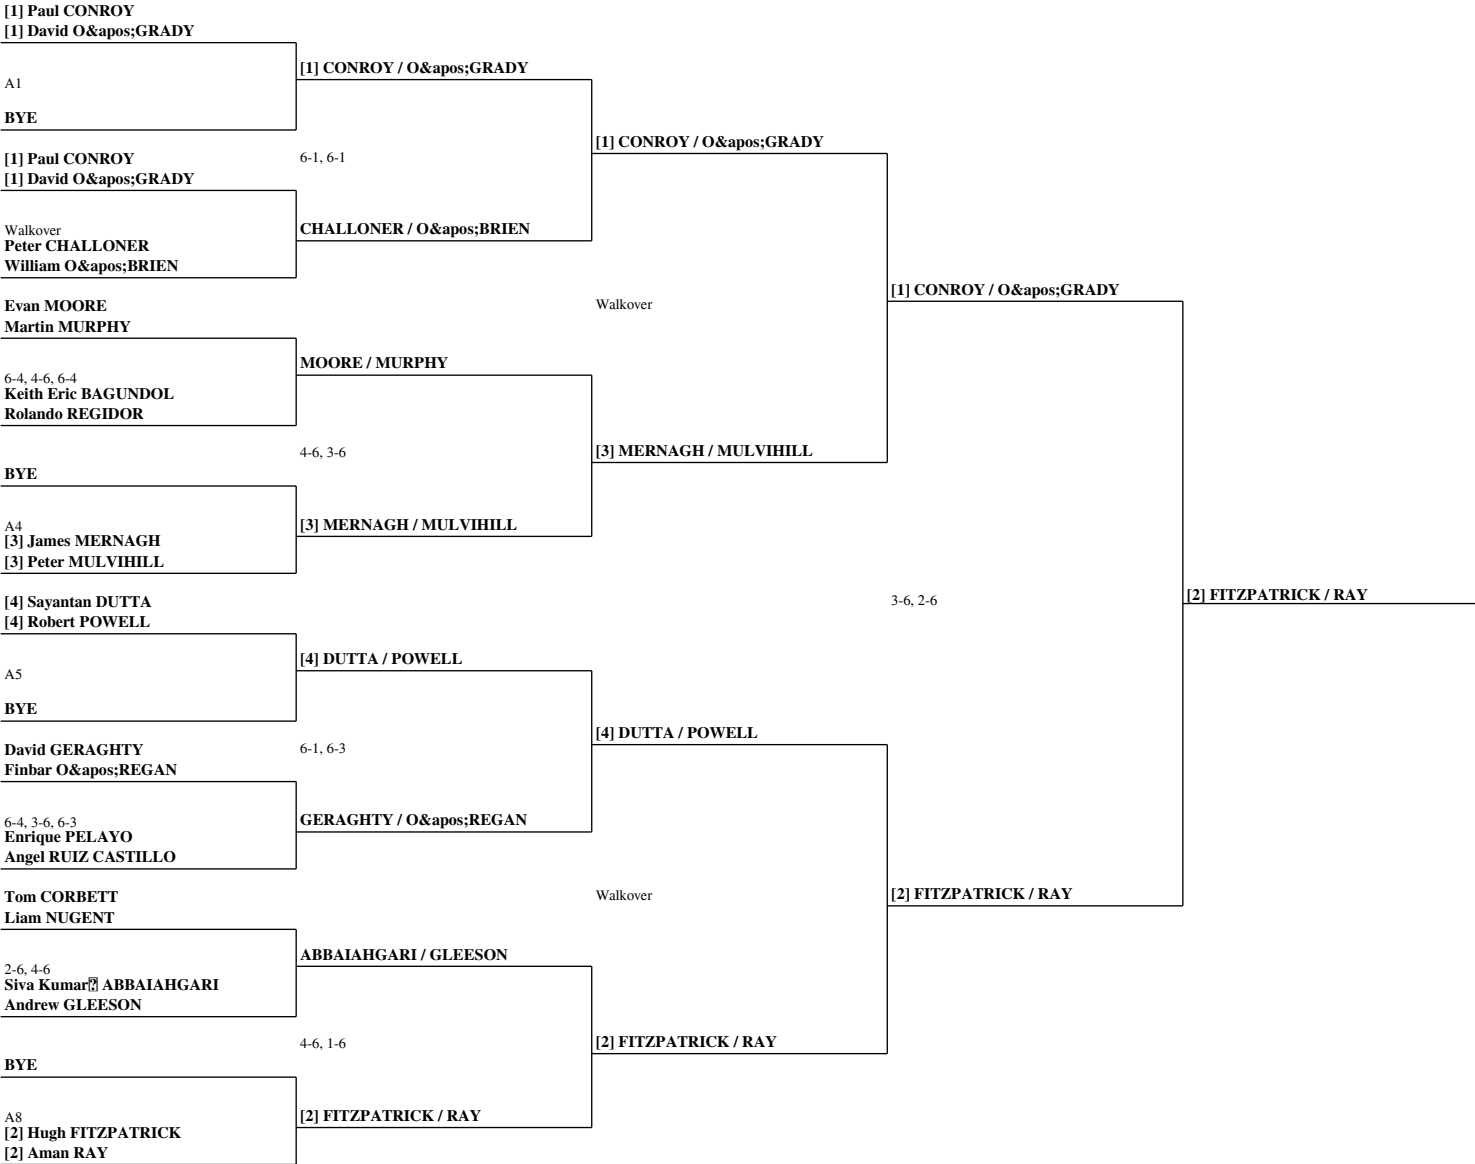 [1] Paul CONROY
[1] David O&apos;GRADY
[1] CONROY / O&apos;GRADY
A1
BYE
[1] CONROY / O&apos;GRADY
[1] Paul CONROY
6-1, 6-1
[1] David O&apos;GRADY
Walkover
CHALLONER / O&apos;BRIEN
Peter CHALLONER
William O&apos;BRIEN
[1] CONROY / O&apos;GRADY
Evan MOORE
Walkover
Martin MURPHY
MOORE / MURPHY
6-4, 4-6, 6-4
Keith Eric BAGUNDOL
Rolando REGIDOR
4-6, 3-6
[3] MERNAGH / MULVIHILL
BYE
A4
[3] MERNAGH / MULVIHILL
[3] James MERNAGH
[3] Peter MULVIHILL
[4] Sayantan DUTTA
3-6, 2-6
[2] FITZPATRICK / RAY
[4] Robert POWELL
[4] DUTTA / POWELL
A5
BYE
[4] DUTTA / POWELL
David GERAGHTY
6-1, 6-3
Finbar O&apos;REGAN
6-4, 3-6, 6-3
GERAGHTY / O&apos;REGAN
Enrique PELAYO
Angel RUIZ CASTILLO
Tom CORBETT
Walkover
[2] FITZPATRICK / RAY
Liam NUGENT
ABBAIAHGARI / GLEESON
2-6, 4-6
Siva Kumar ABBAIAHGARI
Andrew GLEESON
4-6, 1-6
[2] FITZPATRICK / RAY
BYE
A8
[2] FITZPATRICK / RAY
[2] Hugh FITZPATRICK
[2] Aman RAY